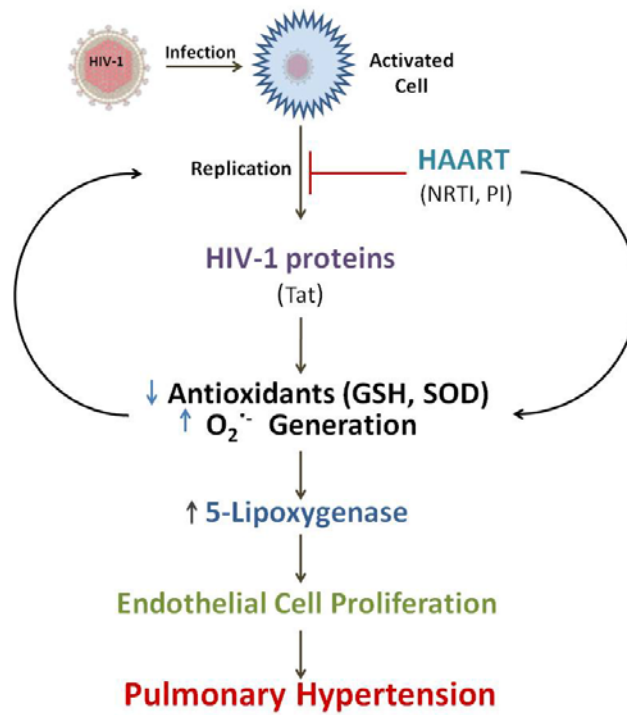 HIV-1
Infection
Activated
Cell
Replication
HAART
(NRTI, PI)
HIV-1 proteins
(Tat)
↓ Antioxidants (GSH, SOD)
↑ O₂˙⁻ Generation
↑ 5-Lipoxygenase
Endothelial Cell Proliferation
Pulmonary Hypertension